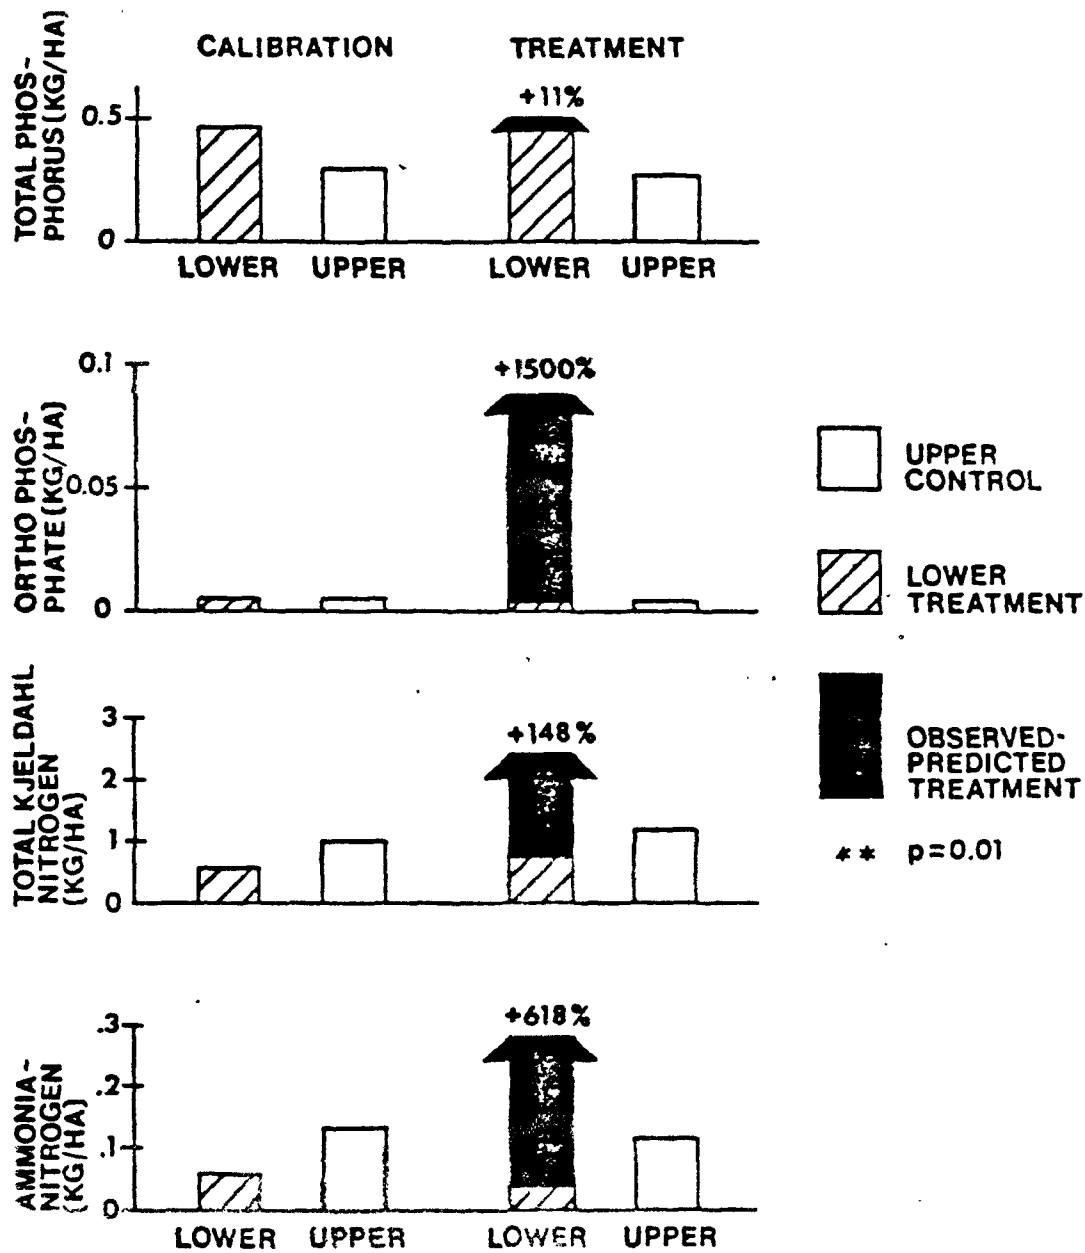 CALIBRATION TREATMENT
TOTAL PHOS-
PHORUS (KG/HA)
0.5
0
+11%
LOWER UPPER LOWER UPPER
ORTHO PHOS-
PHATE (KG/HA)
0.1
0.05
0
+1500%
UPPER
CONTROL
LOWER
TREATMENT
OBSERVED-
PREDICTED
TREATMENT
** p=0.01
TOTAL KJELDAHL
NITROGEN
(KG/HA)
3
2
1
0
+148%
AMMONIA-
NITROGEN
(KG/HA)
.3
.2
.1
0
+618%
LOWER UPPER LOWER UPPER